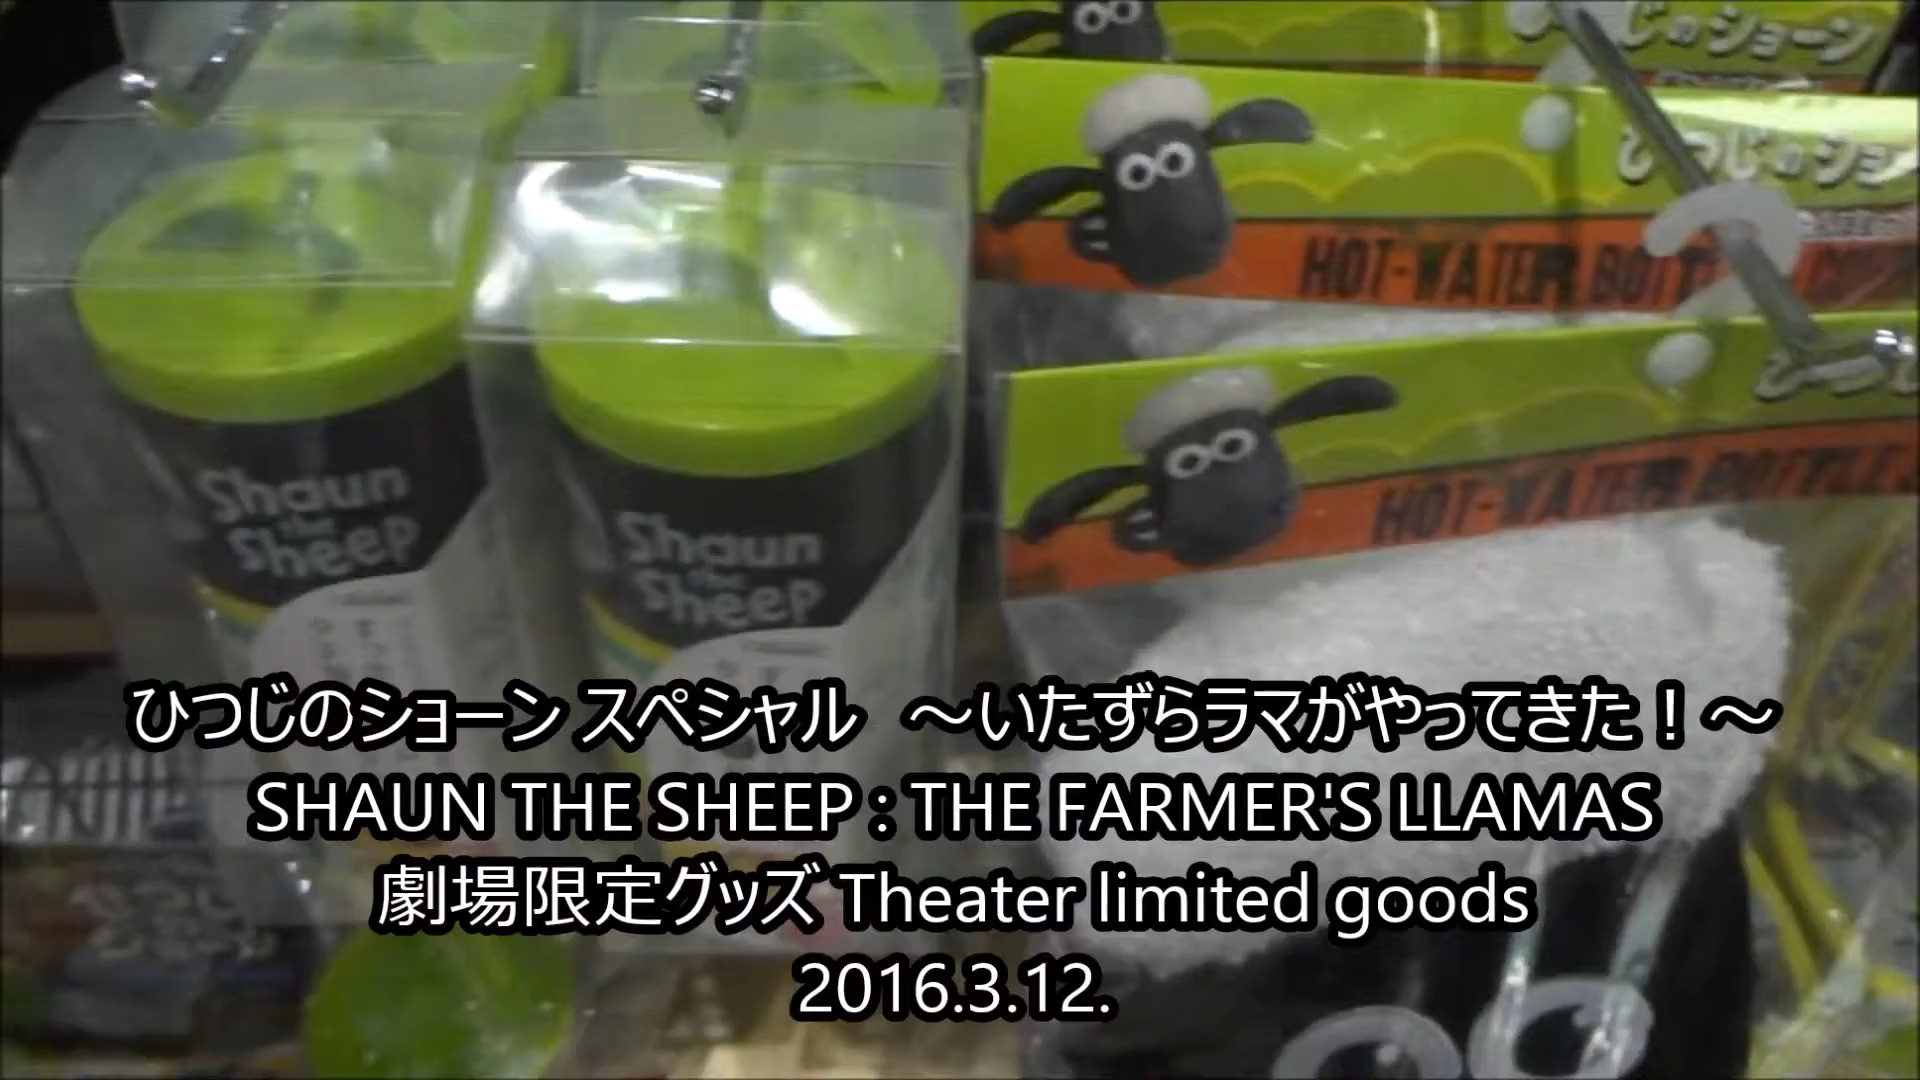 つじのショーン
ひつじのショ
HOT-WATER BOTT
HOT-WATER BOTTLE
ひつじ
Shaun
the
Sheep
Shaun
the
Sheep
ひつじのショーン スペシャル ～いたずらラマがやってきた！～
SHAUN THE SHEEP : THE FARMER'S LLAMAS
劇場限定グッズ Theater limited goods
2016.3.12.